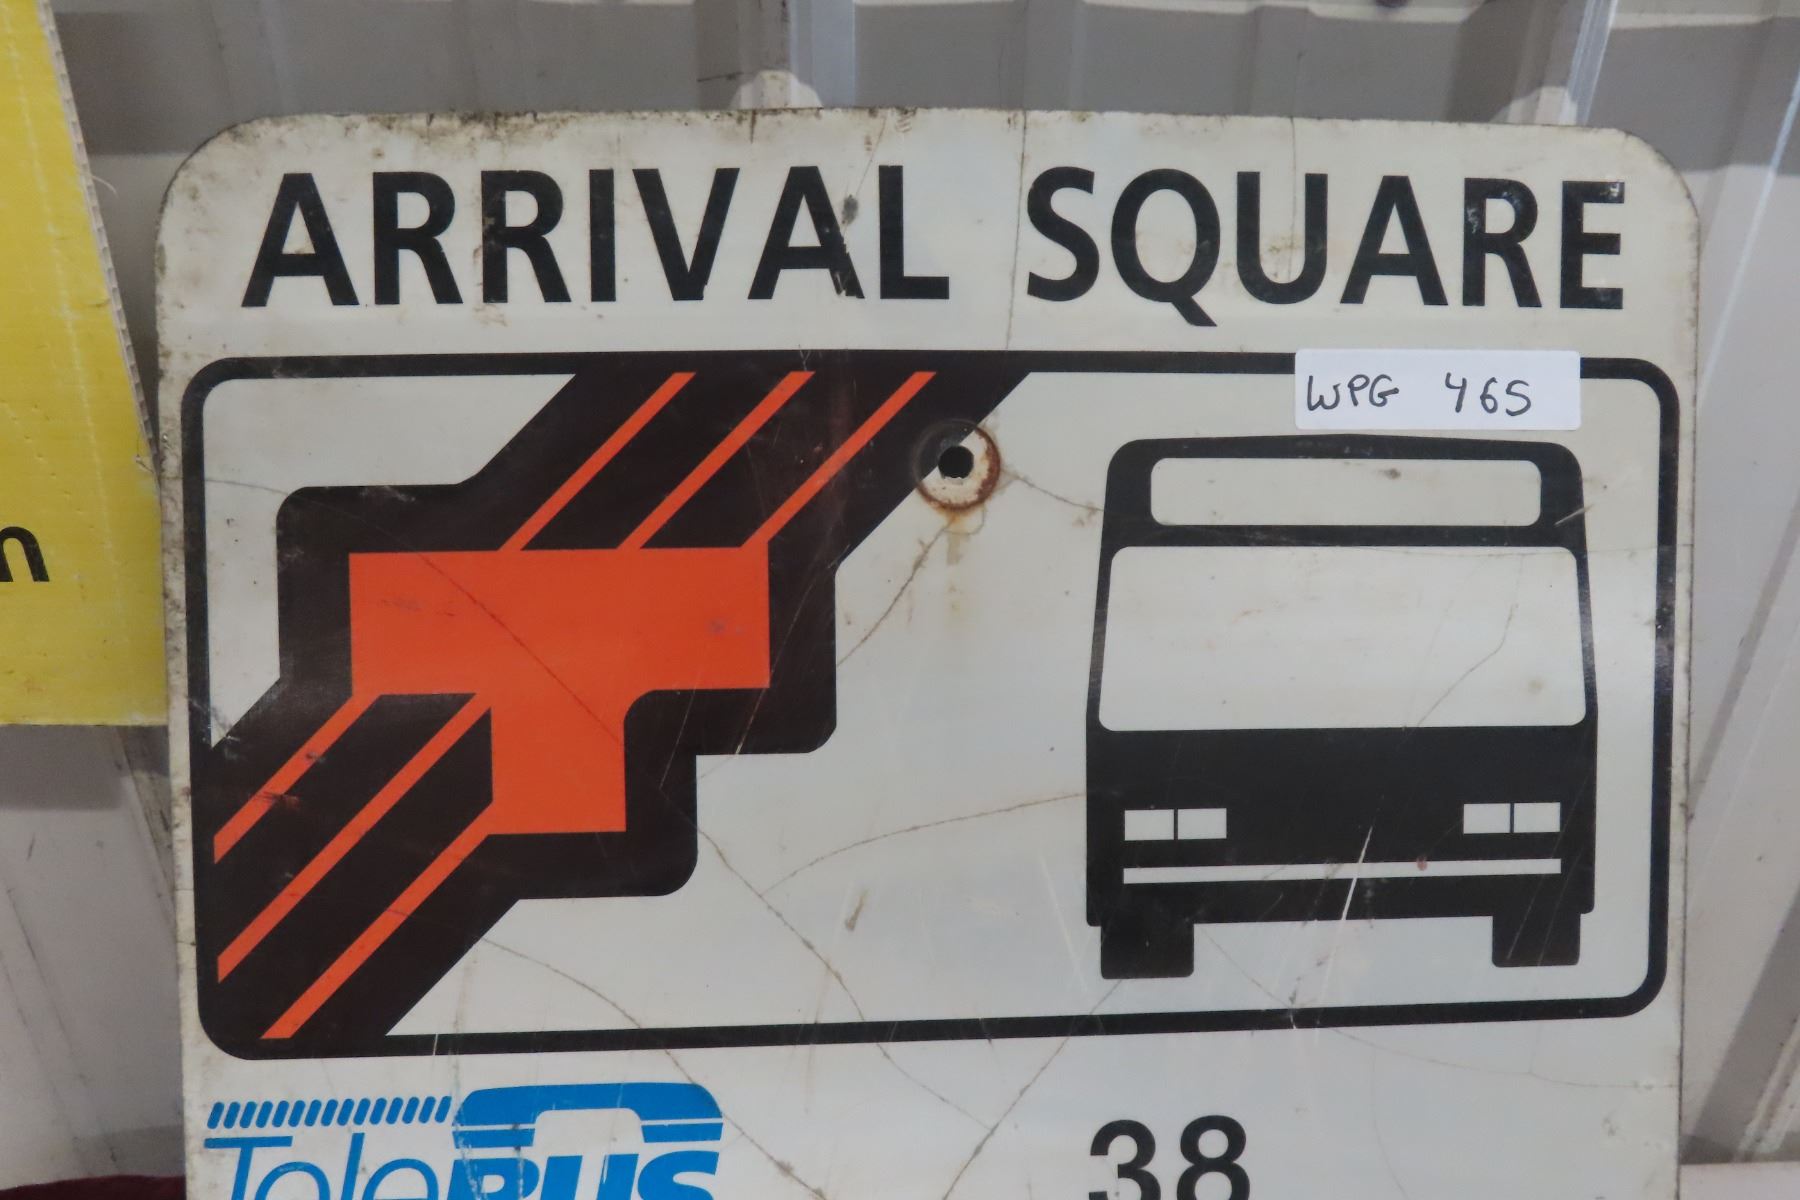 ARRIVAL SQUARE
WPG 465
n
TeleBUS
38